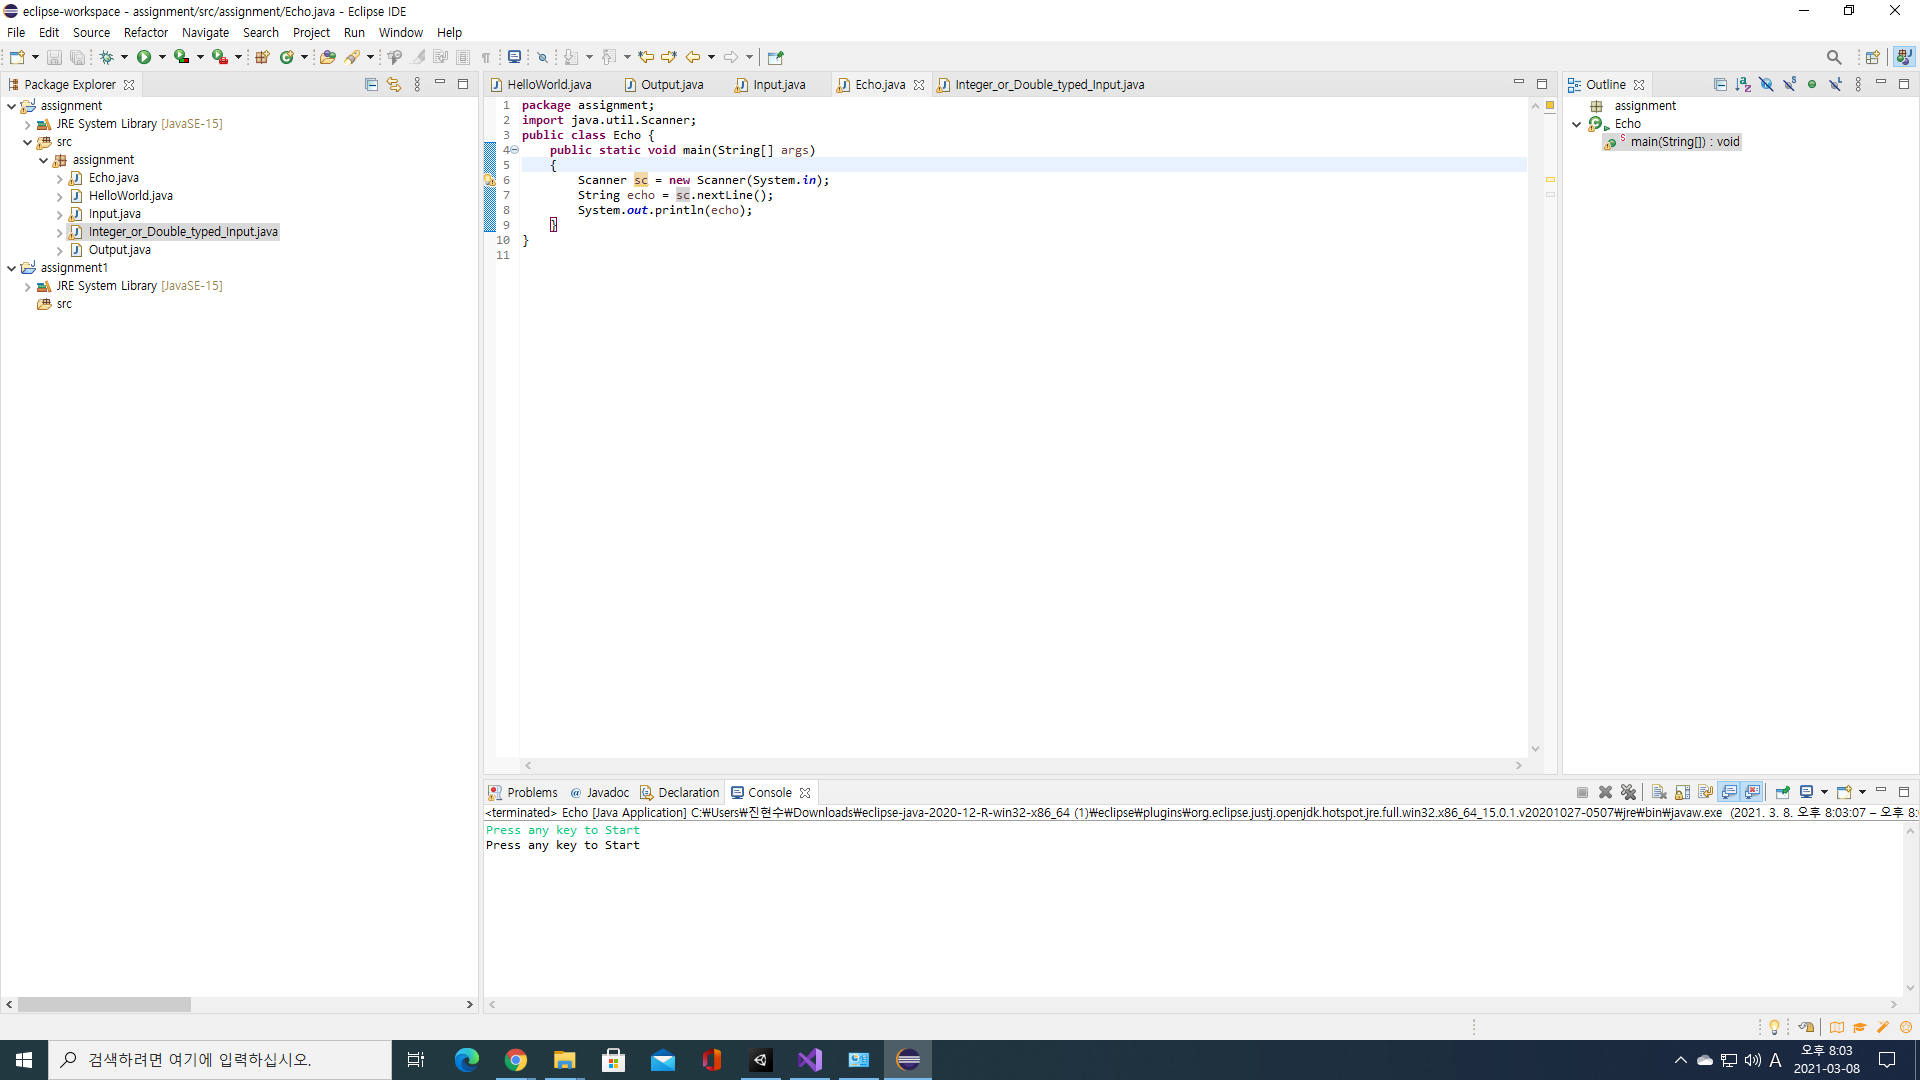 eclipse-workspace - assignment/src/assignment/Echo.java - Eclipse IDE
File Edit Source Refactor Navigate Search Project Run Window Help
Package Explorer
assignment
JRE System Library [JavaSE-15]
src
assignment
Echo.java
HelloWorld.java
Input.java
Integer_or_Double_typed_Input.java
Output.java
assignment1
JRE System Library [JavaSE-15]
src
HelloWorld.java Output.java Input.java Echo.java Integer_or_Double_typed_Input.java
1 package assignment;
2 import java.util.Scanner;
3 public class Echo {
4 public static void main(String[] args)
5 {
6 Scanner sc = new Scanner(System.in);
7 String echo = sc.nextLine();
8 System.out.println(echo);
9 }
10 }
11
Outline
assignment
Echo
main(String[]) : void
Problems @ Javadoc Declaration Console
<terminated> Echo [Java Application] C:₩Users₩진현수₩Downloads₩eclipse-java-2020-12-R-win32-x86_64 (1)₩eclipse₩plugins₩org.eclipse.justj.openjdk.hotspot.jre.full.win32.x86_64_15.0.1.v20201027-0507₩jre₩bin₩javaw.exe (2021. 3. 8. 오후 8:03:07 – 오후 8:0
Press any key to Start
Press any key to Start
검색하려면 여기에 입력하십시오.
A
오후 8:03
2021-03-08